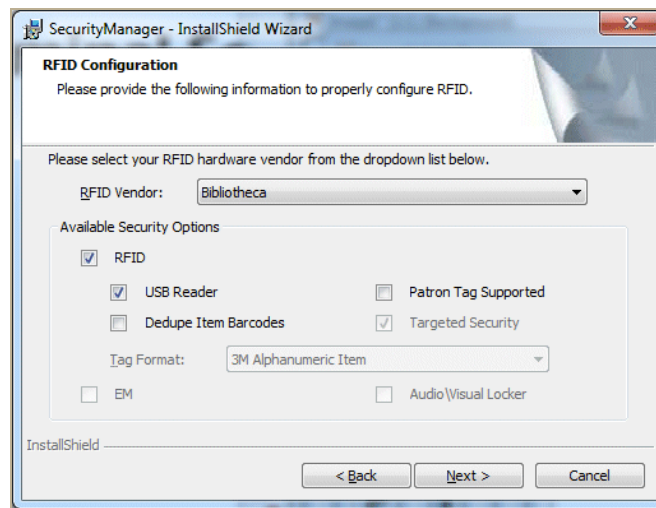 SecurityManager - InstallShield Wizard
RFID Configuration
Please provide the following information to properly configure RFID.
Please select your RFID hardware vendor from the dropdown list below.
RFID Vendor: Bibliotheca
Available Security Options
RFID
USB Reader Patron Tag Supported
Dedupe Item Barcodes Targeted Security
Tag Format: 3M Alphanumeric Item
EM Audio\Visual Locker
InstallShield
< Back Next > Cancel